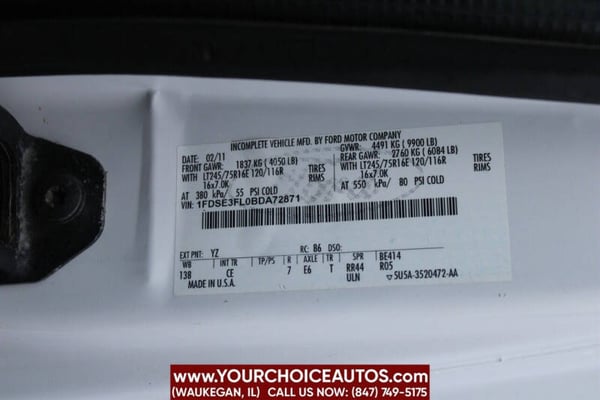 INCOMPLETE VEHICLE MFD. BY FORD MOTOR COMPANY
DATE: 02/11 GVWR: 4491 KG ( 9900 LB)
FRONT GAWR: 1837 KG ( 4050 LB) REAR GAWR: 2760 KG ( 6084 LB)
WITH LT245/75R16E 120/116R TIRES WITH LT245/75R16E 120/116R TIRES
16x7.0K RIMS 16x7.0K RIMS
AT 380 kPa/ 55 PSI COLD AT 550 kPa/ 80 PSI COLD
VIN: 1FDSE3FL0BDA72871
EXT PNT: YZ RC: 86 DSO:
WB INT TR TP/PS R AXLE TR SPR BE414
138 CE 7 E6 T RR44 R05
MADE IN U.S.A. ULN ▽5U5A-3520472-AA
WWW.YOURCHOICEAUTOS.COM
(WAUKEGAN, IL) CALL US NOW: (847) 749-5175